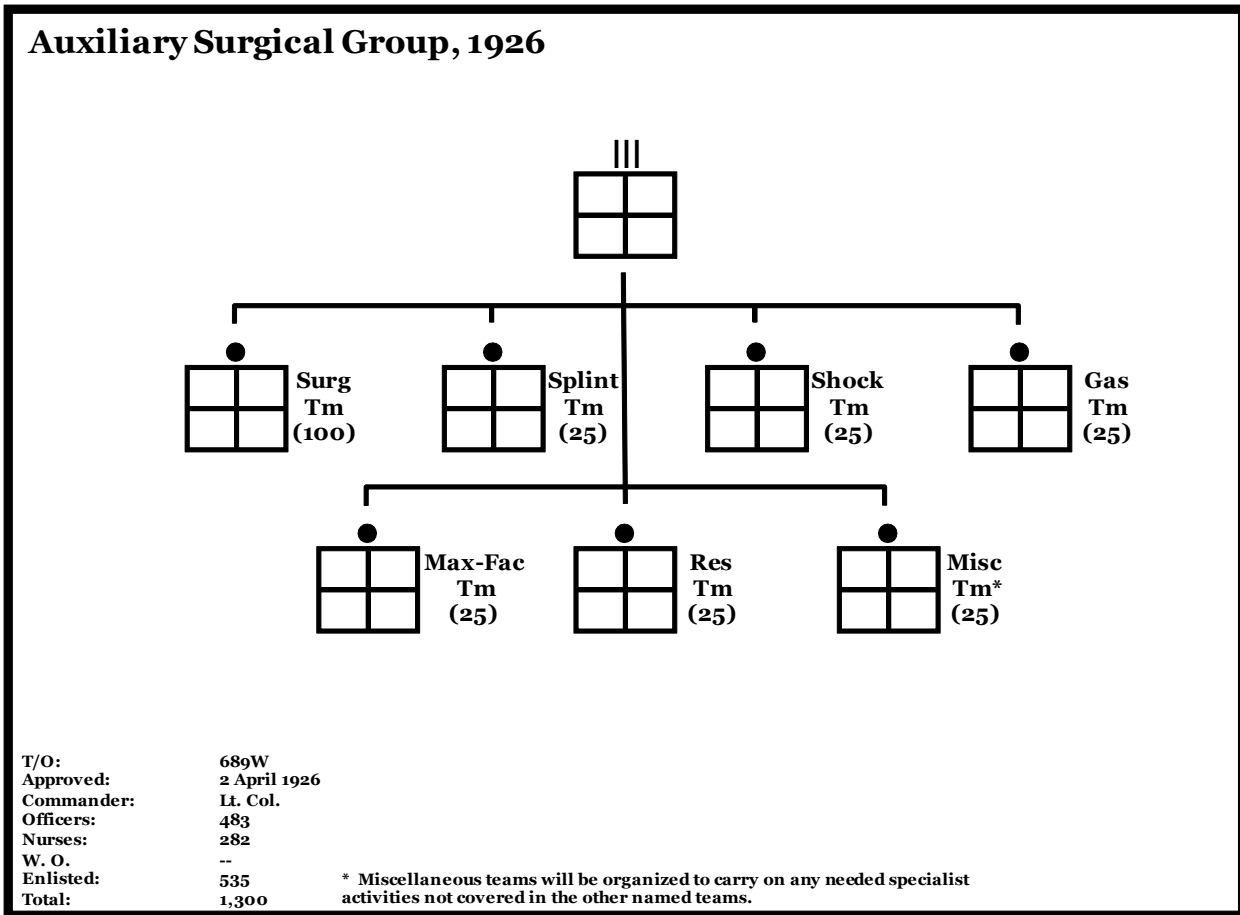 Auxiliary Surgical Group, 1926
Surg
Tm
(100)
Splint
Tm
(25)
Shock
Tm
(25)
Gas
Tm
(25)
Max-Fac
Tm
(25)
Res
Tm
(25)
Misc
Tm*
(25)
T/O: 689W
Approved: 2 April 1926
Commander: Lt. Col.
Officers: 483
Nurses: 282
W. O. --
Enlisted: 535
Total: 1,300
* Miscellaneous teams will be organized to carry on any needed specialist
activities not covered in the other named teams.